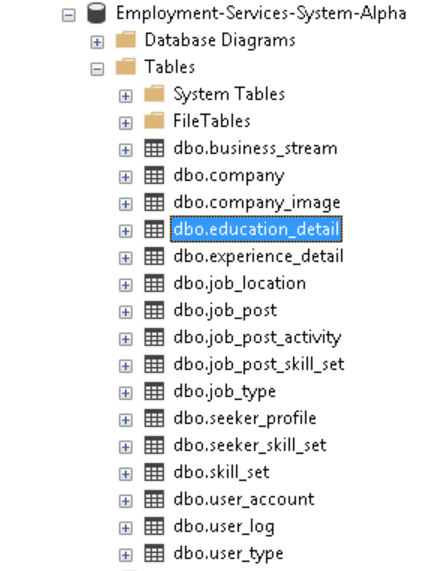 Employment-Services-System-Alpha
Database Diagrams
Tables
System Tables
FileTables
dbo.business_stream
dbo.company
dbo.company_image
dbo.education_detail
dbo.experience_detail
dbo.job_location
dbo.job_post
dbo.job_post_activity
dbo.job_post_skill_set
dbo.job_type
dbo.seeker_profile
dbo.seeker_skill_set
dbo.skill_set
dbo.user_account
dbo.user_log
dbo.user_type